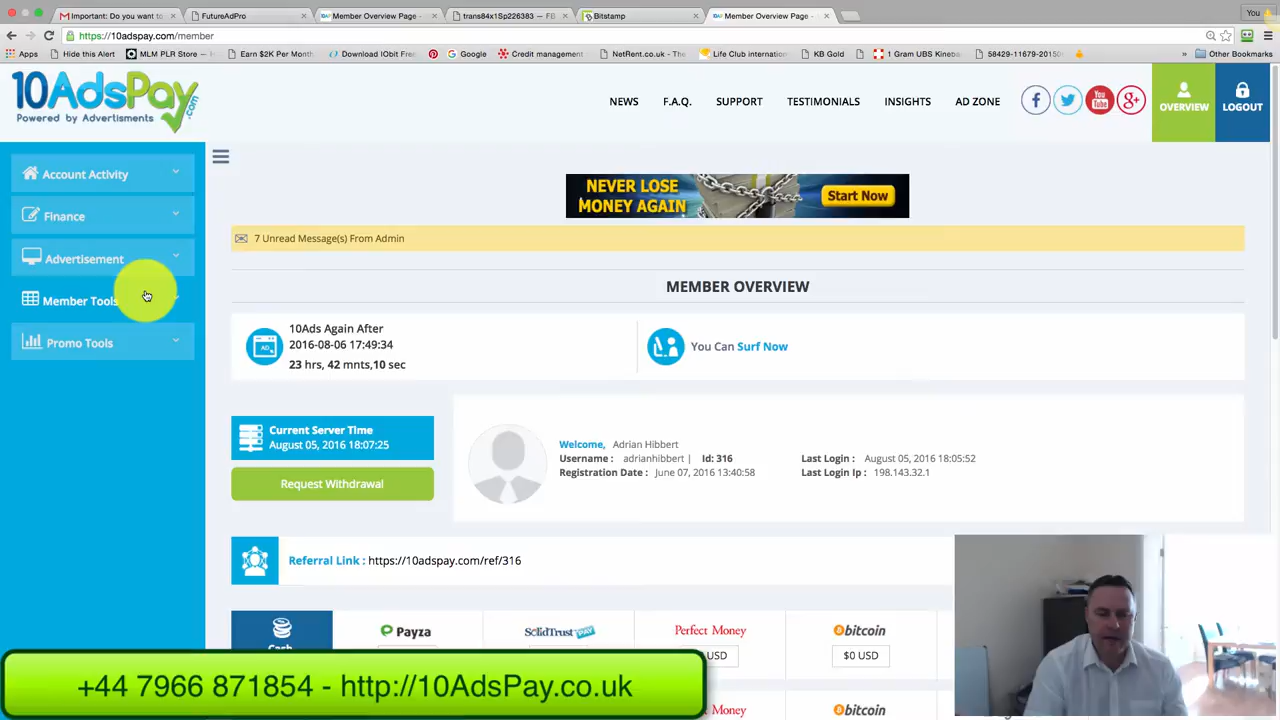 Important: Do you want to
FutureAdPro
Member Overview Page -
trans84x1Sp226383 — FB
Bitstamp
Member Overview Page -
You
https://10adspay.com/member
Apps
Hide this Alert
MLM PLR Store
Earn $2K Per Month
Download IObit Free
Google
Credit management
NetRent.co.uk - The
Life Club internation
KB Gold
1 Gram UBS Kineba
58429-11679-20150
»
Other Bookmarks
10AdsPay.com
Powered by Advertisments
NEWS
F.A.Q.
SUPPORT
TESTIMONIALS
INSIGHTS
AD ZONE
You Tube
g+
OVERVIEW
LOGOUT
Account Activity
Finance
Advertisement
Member Tools
Promo Tools
NEVER LOSE
MONEY AGAIN
Start Now
7 Unread Message(s) From Admin
MEMBER OVERVIEW
10Ads Again After
2016-08-06 17:49:34
23 hrs, 42 mnts,10 sec
You Can Surf Now
Current Server Time
August 05, 2016 18:07:25
Request Withdrawal
Welcome, Adrian Hibbert
Username : adrianhibbert | Id: 316
Registration Date : June 07, 2016 13:40:58
Last Login : August 05, 2016 18:05:52
Last Login Ip : 198.143.32.1
Referral Link : https://10adspay.com/ref/316
Cash
Payza
SolidTrustPAY
Perfect Money
bitcoin
USD
$0 USD
Money
bitcoin
+44 7966 871854 - http://10AdsPay.co.uk